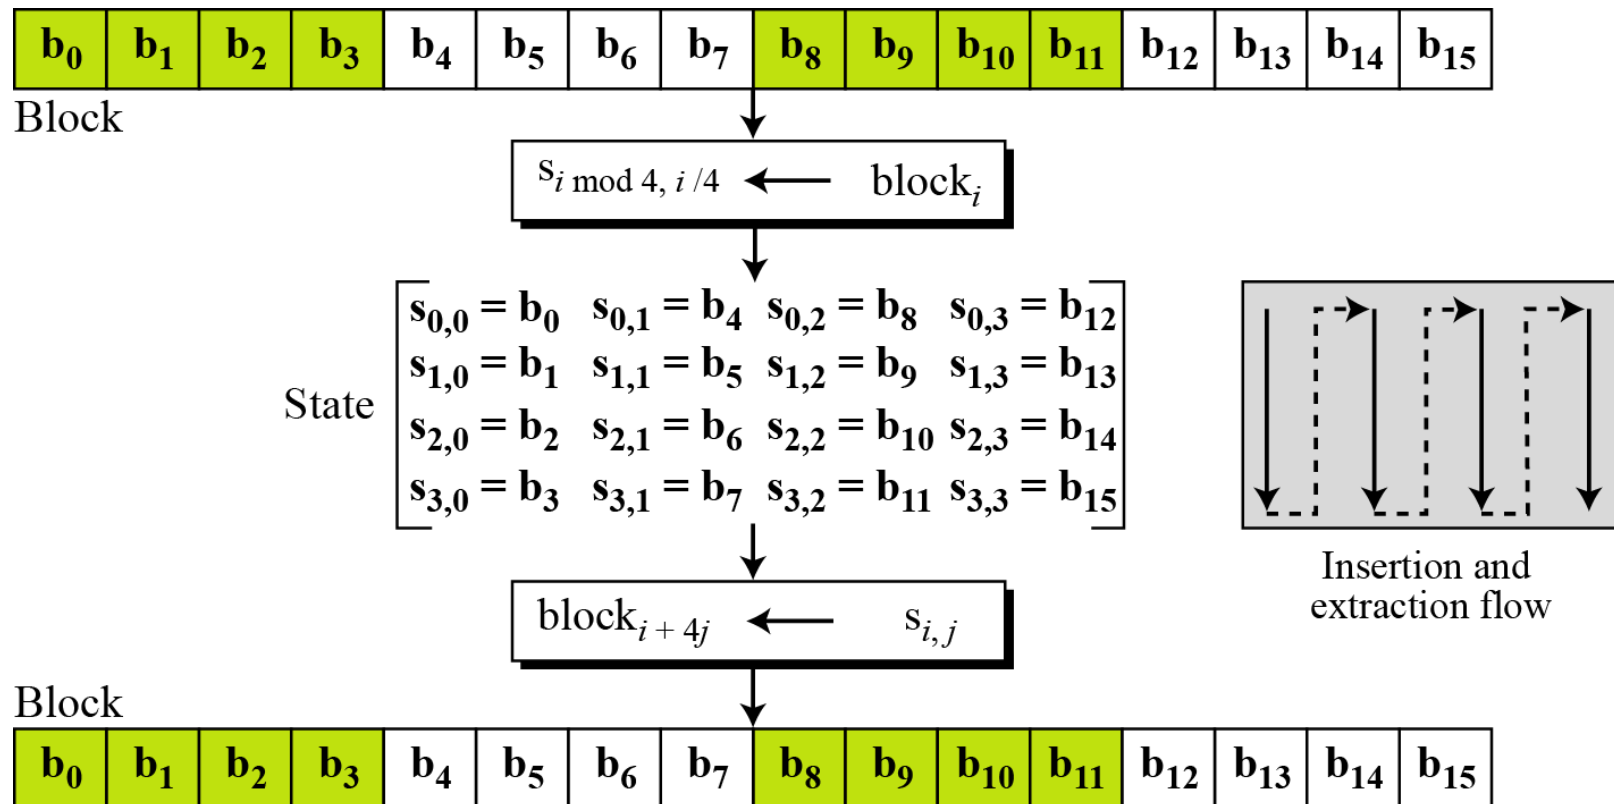 b0 b1 b2 b3 b4 b5 b6 b7 b8 b9 b10 b11 b12 b13 b14 b15
Block
s i mod 4, i /4 ← block i
s0,0 = b0 s0,1 = b4 s0,2 = b8 s0,3 = b12
s1,0 = b1 s1,1 = b5 s1,2 = b9 s1,3 = b13
State
s2,0 = b2 s2,1 = b6 s2,2 = b10 s2,3 = b14
s3,0 = b3 s3,1 = b7 s3,2 = b11 s3,3 = b15
Insertion and
extraction flow
block i + 4j ← s i, j
Block
b0 b1 b2 b3 b4 b5 b6 b7 b8 b9 b10 b11 b12 b13 b14 b15